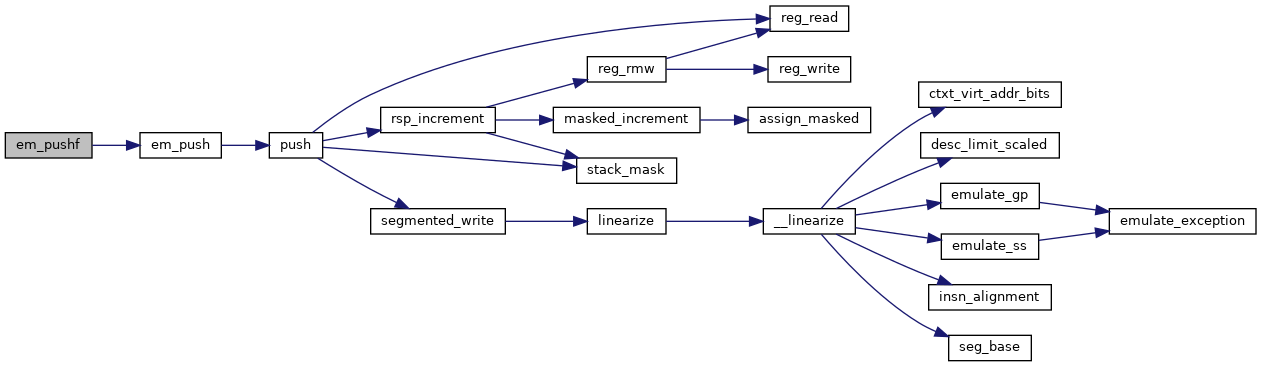 em_pushf
em_push
push
reg_read
reg_rmw
reg_write
rsp_increment
masked_increment
assign_masked
stack_mask
segmented_write
linearize
__linearize
ctxt_virt_addr_bits
desc_limit_scaled
emulate_gp
emulate_exception
emulate_ss
insn_alignment
seg_base